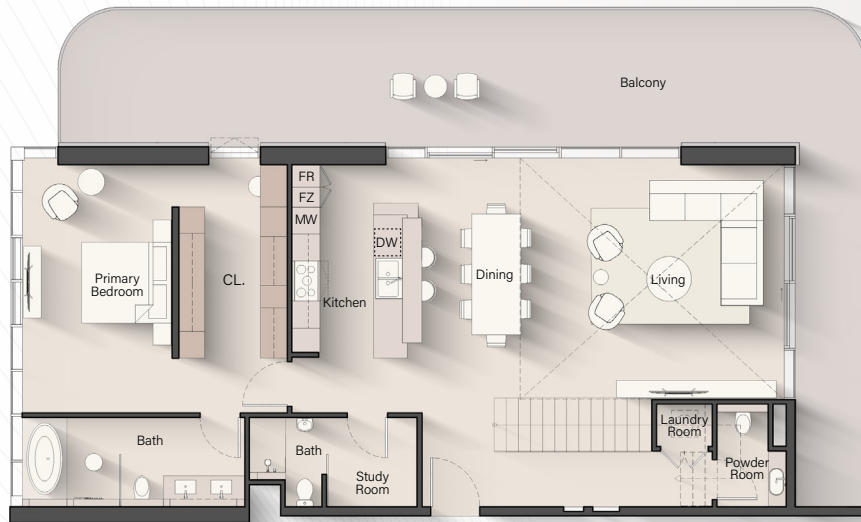 Balcony
FR
FZ
MW
DW
Primary
Bedroom
CL.
Kitchen
Dining
Living
Bath
Bath
Study
Room
Laundry
Room
Powder
Room